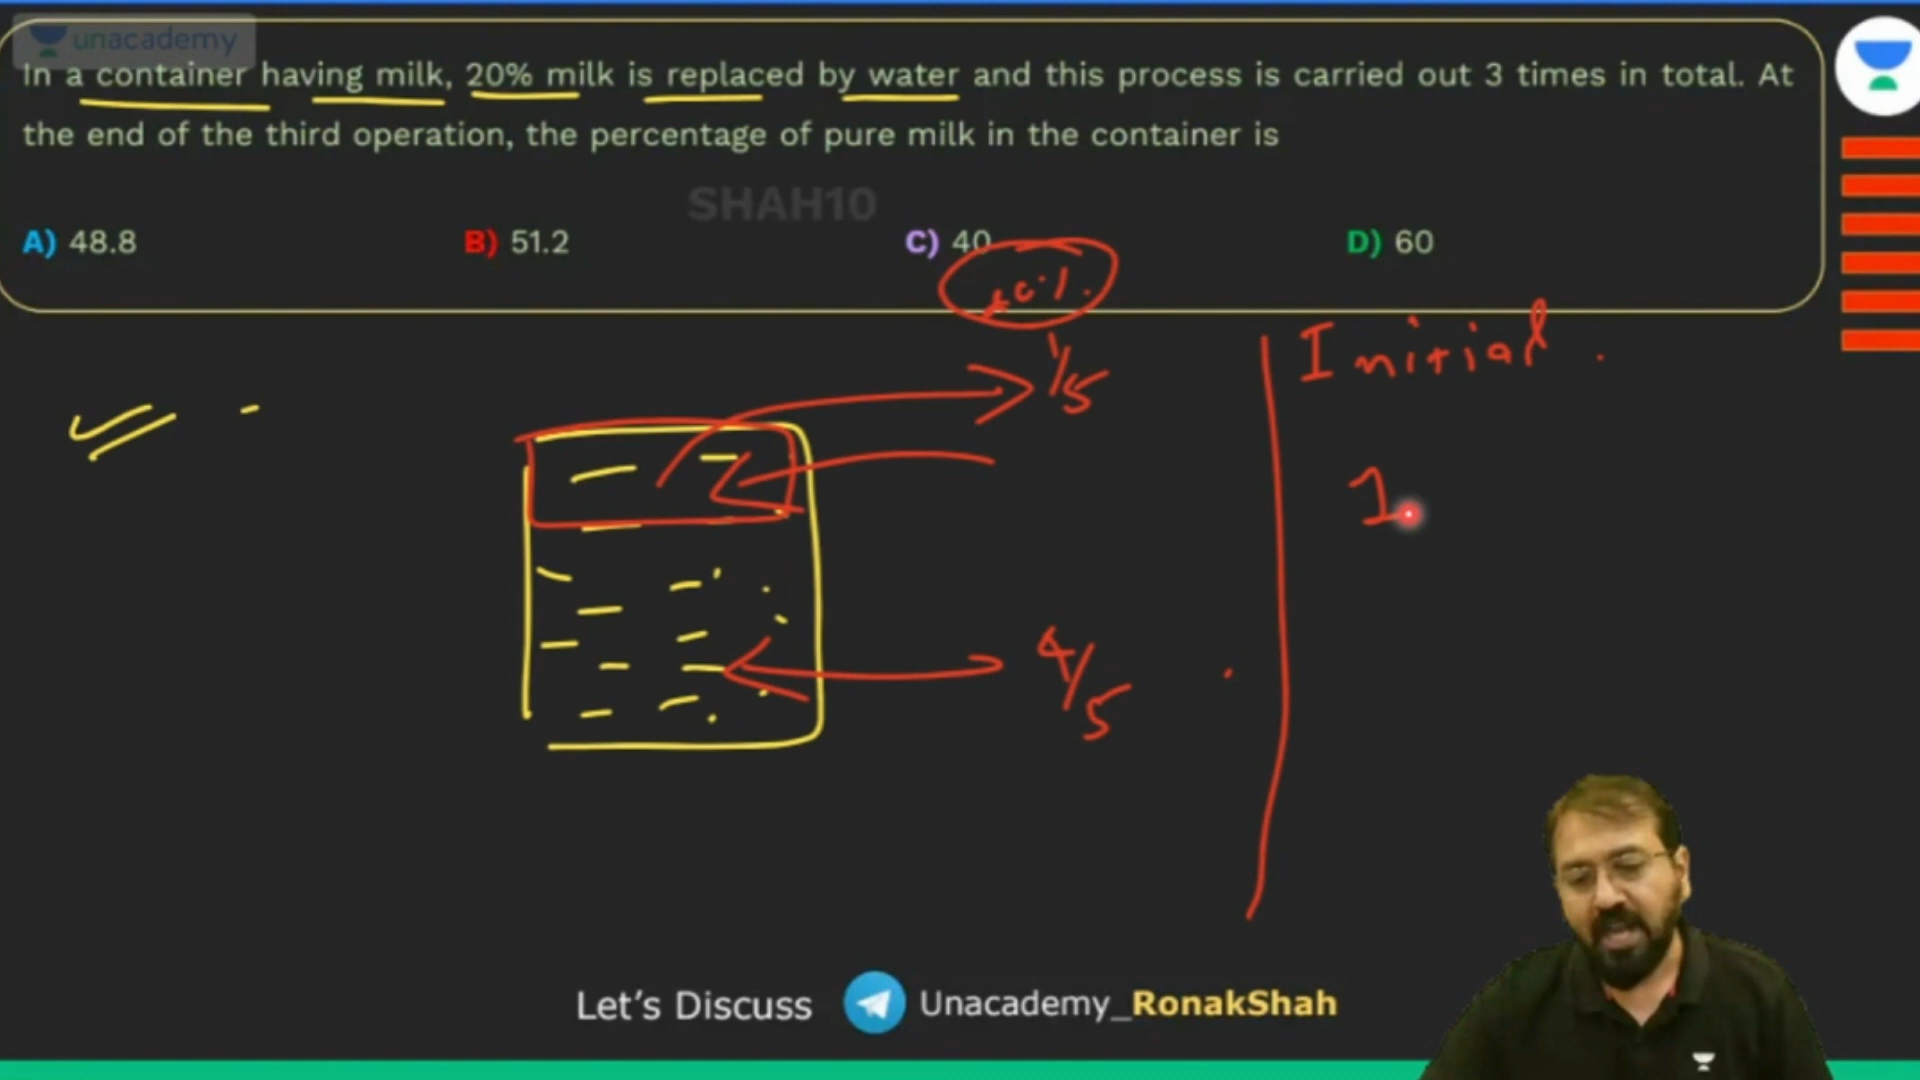 unacademy
In a container having milk, 20% milk is replaced by water and this process is carried out 3 times in total. At
the end of the third operation, the percentage of pure milk in the container is
SHAH10
A) 48.8 B) 51.2 C) 40 D) 60
Initial
1/5
1
4/5
Let's Discuss Unacademy_RonakShah